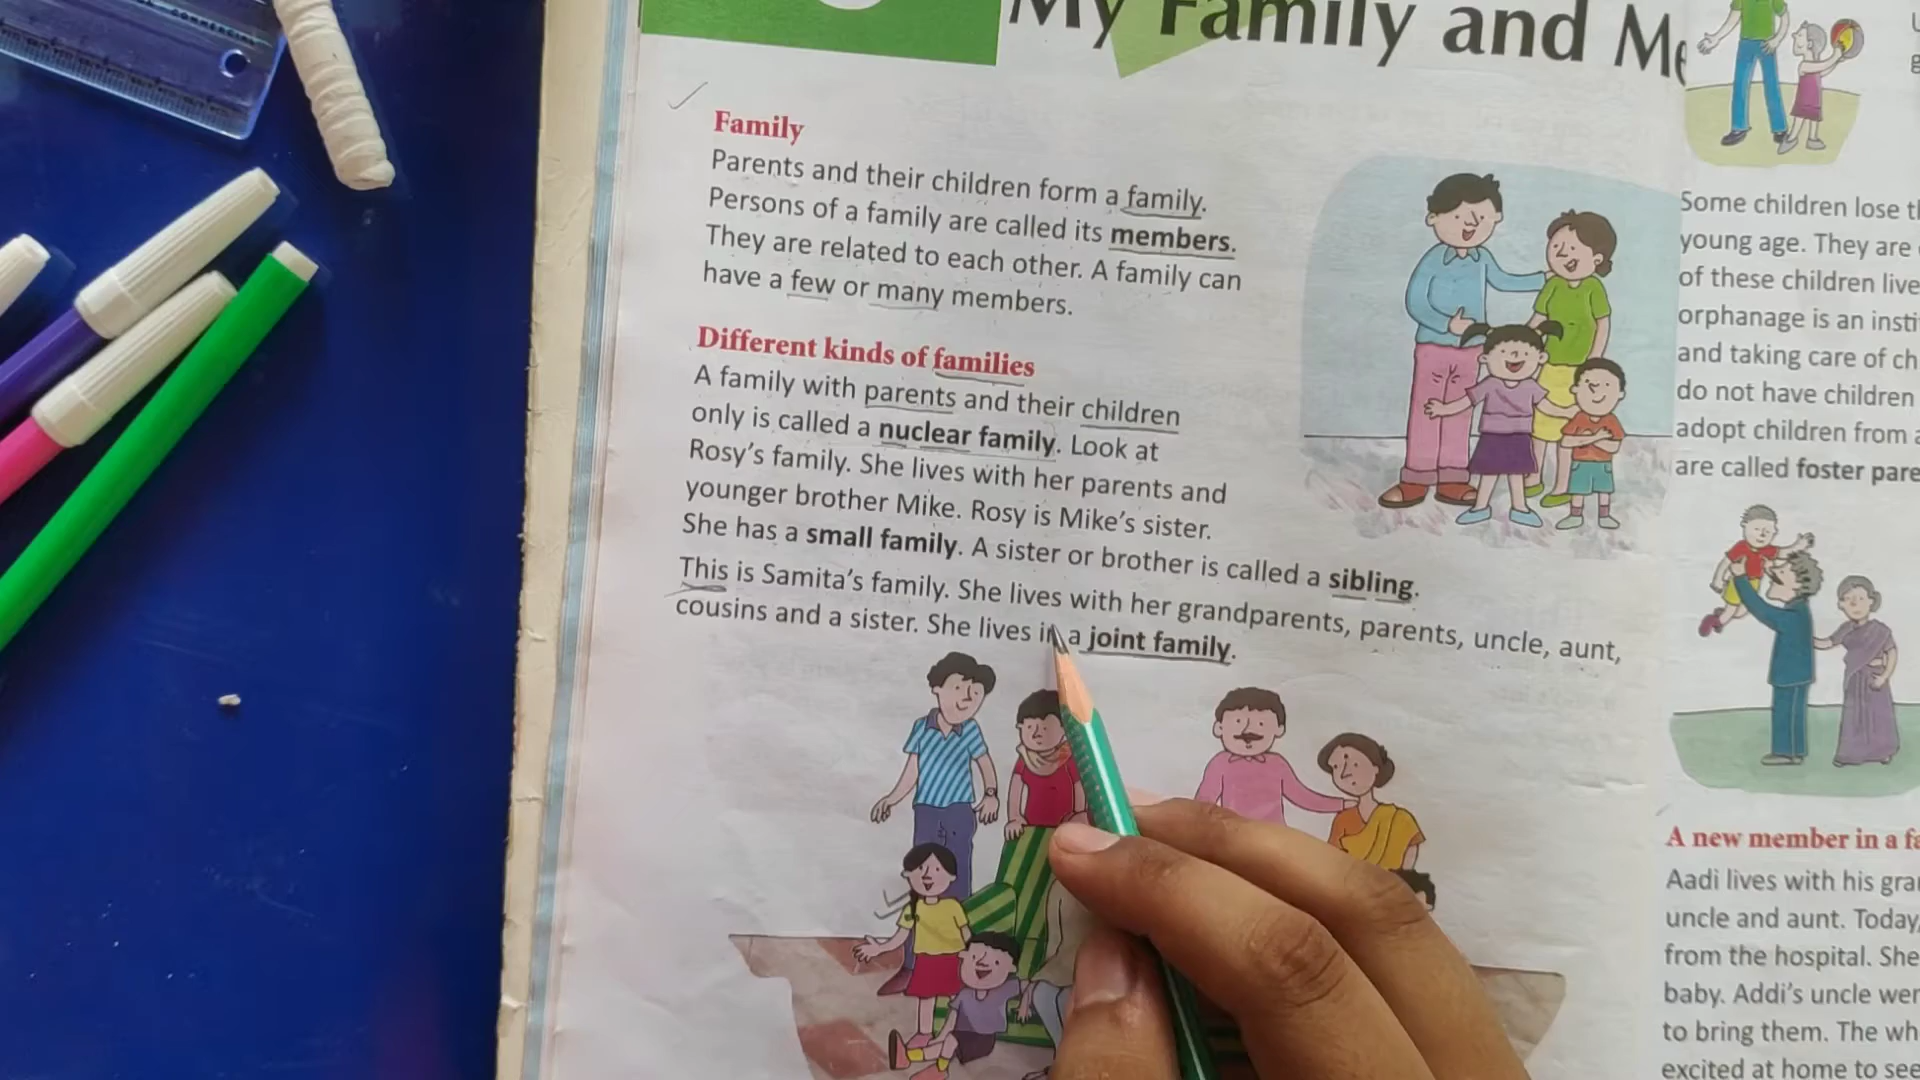 My Family and Me
Family
Parents and their children form a family.
Persons of a family are called its members.
They are related to each other. A family can
have a few or many members.
Different kinds of families
A family with parents and their children
only is called a nuclear family. Look at
Rosy's family. She lives with her parents and
younger brother Mike. Rosy is Mike's sister.
She has a small family. A sister or brother is called a sibling.
This is Samita's family. She lives with her grandparents, parents, uncle, aunt,
cousins and a sister. She lives in a joint family.
Some children lose
young age. They are
of these children live
orphanage is an
and taking care of
do not have children
adopt children from
are called foster
A new member in a
Aadi lives with his
uncle and aunt. Today,
from the hospital. She
baby. Addi's uncle
to bring them. The
excited at home to see